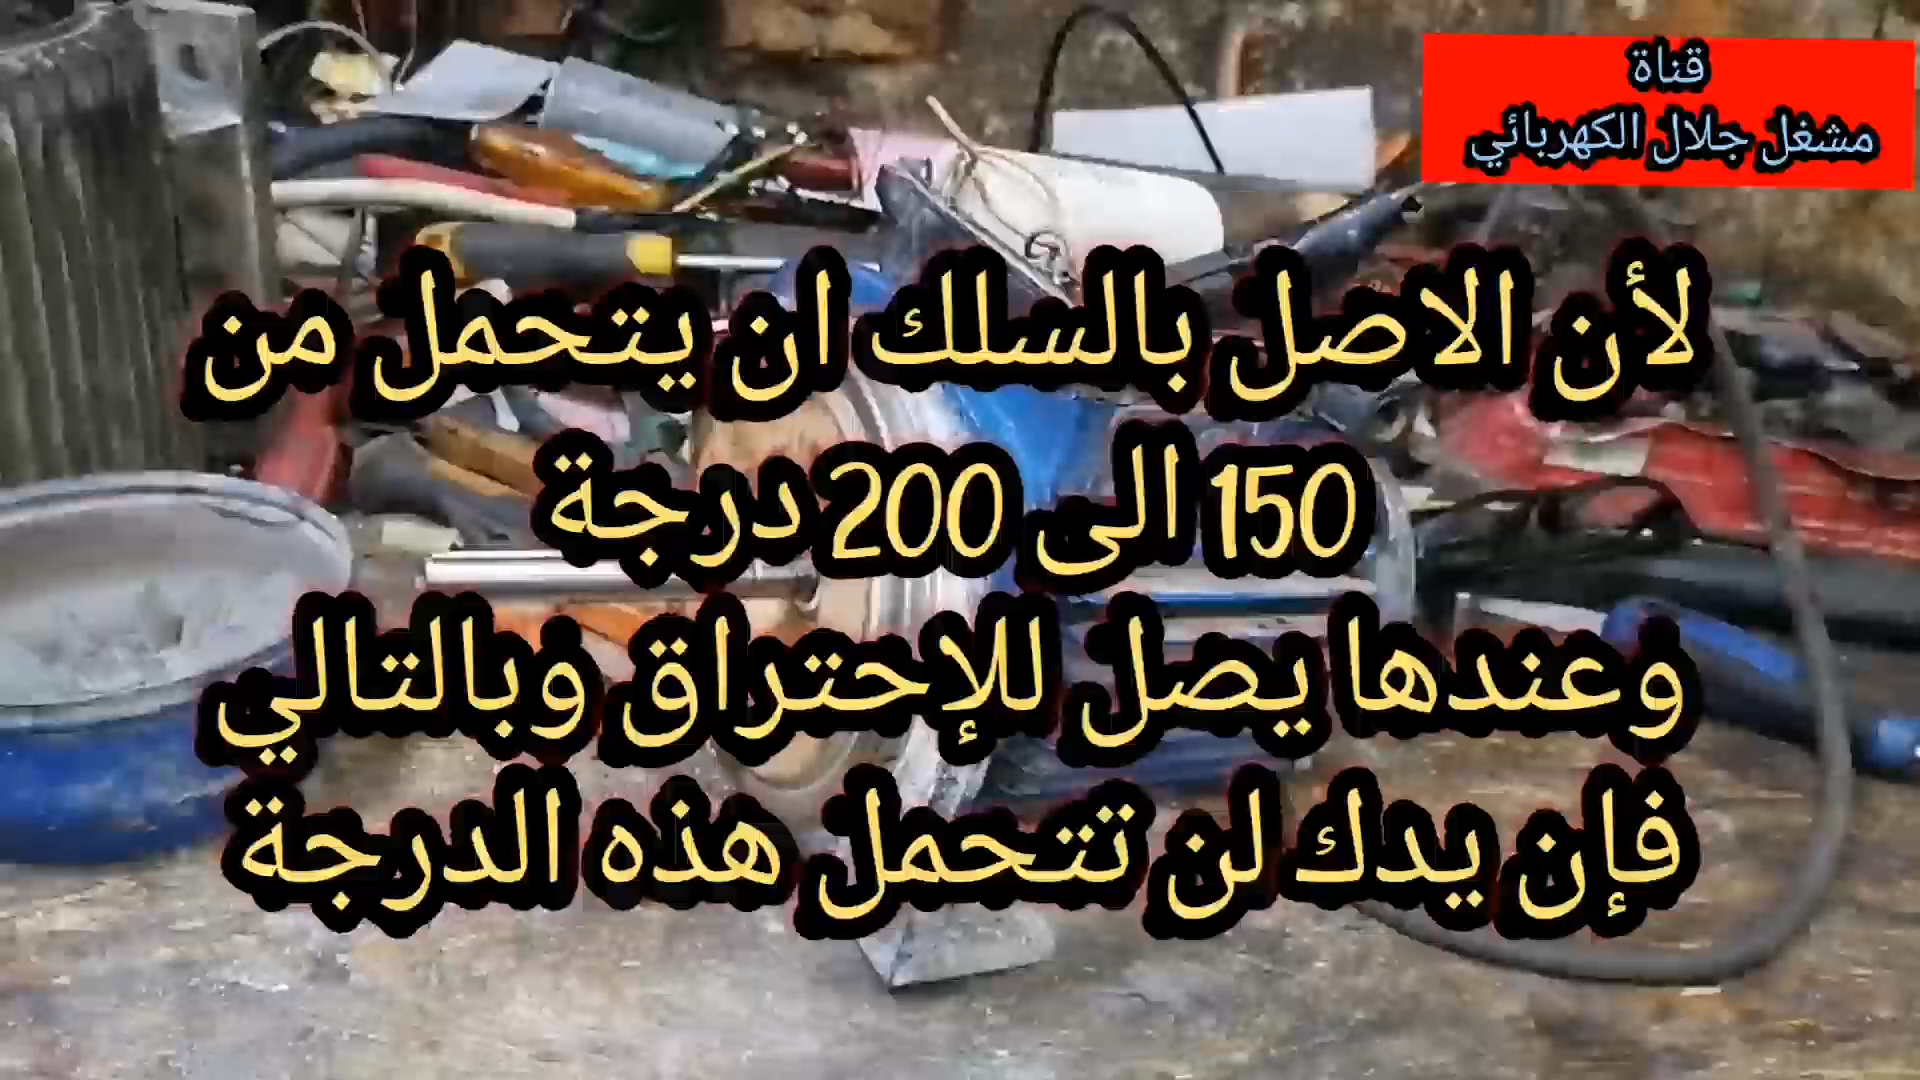 قناة
مشغل جلال الكهربائي
لأن الاصل بالسلك ان يتحمل من
150 الى 200 درجة
وعندها يصل للإحتراق وبالتالي
فإن يدك لن تتحمل هذه الدرجة